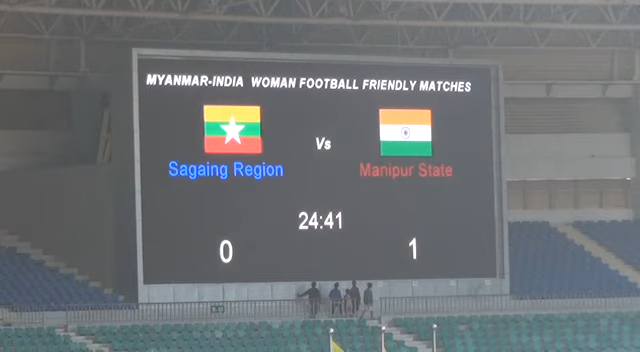 MYANMAR-INDIA WOMAN FOOTBALL FRIENDLY MATCHES
Vs
Sagaing Region Manipur State
24:41
0 1